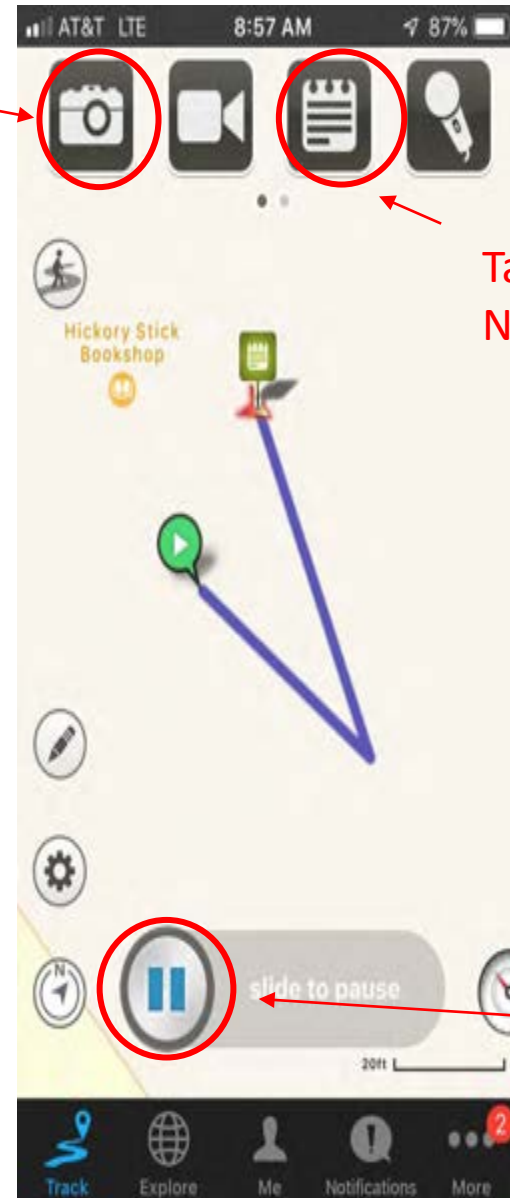 AT&T LTE 8:57 AM 87%
Ta
N
Hickory Stick
Bookshop
N
slide to pause
20ft
2
Track Explore Me Notifications More